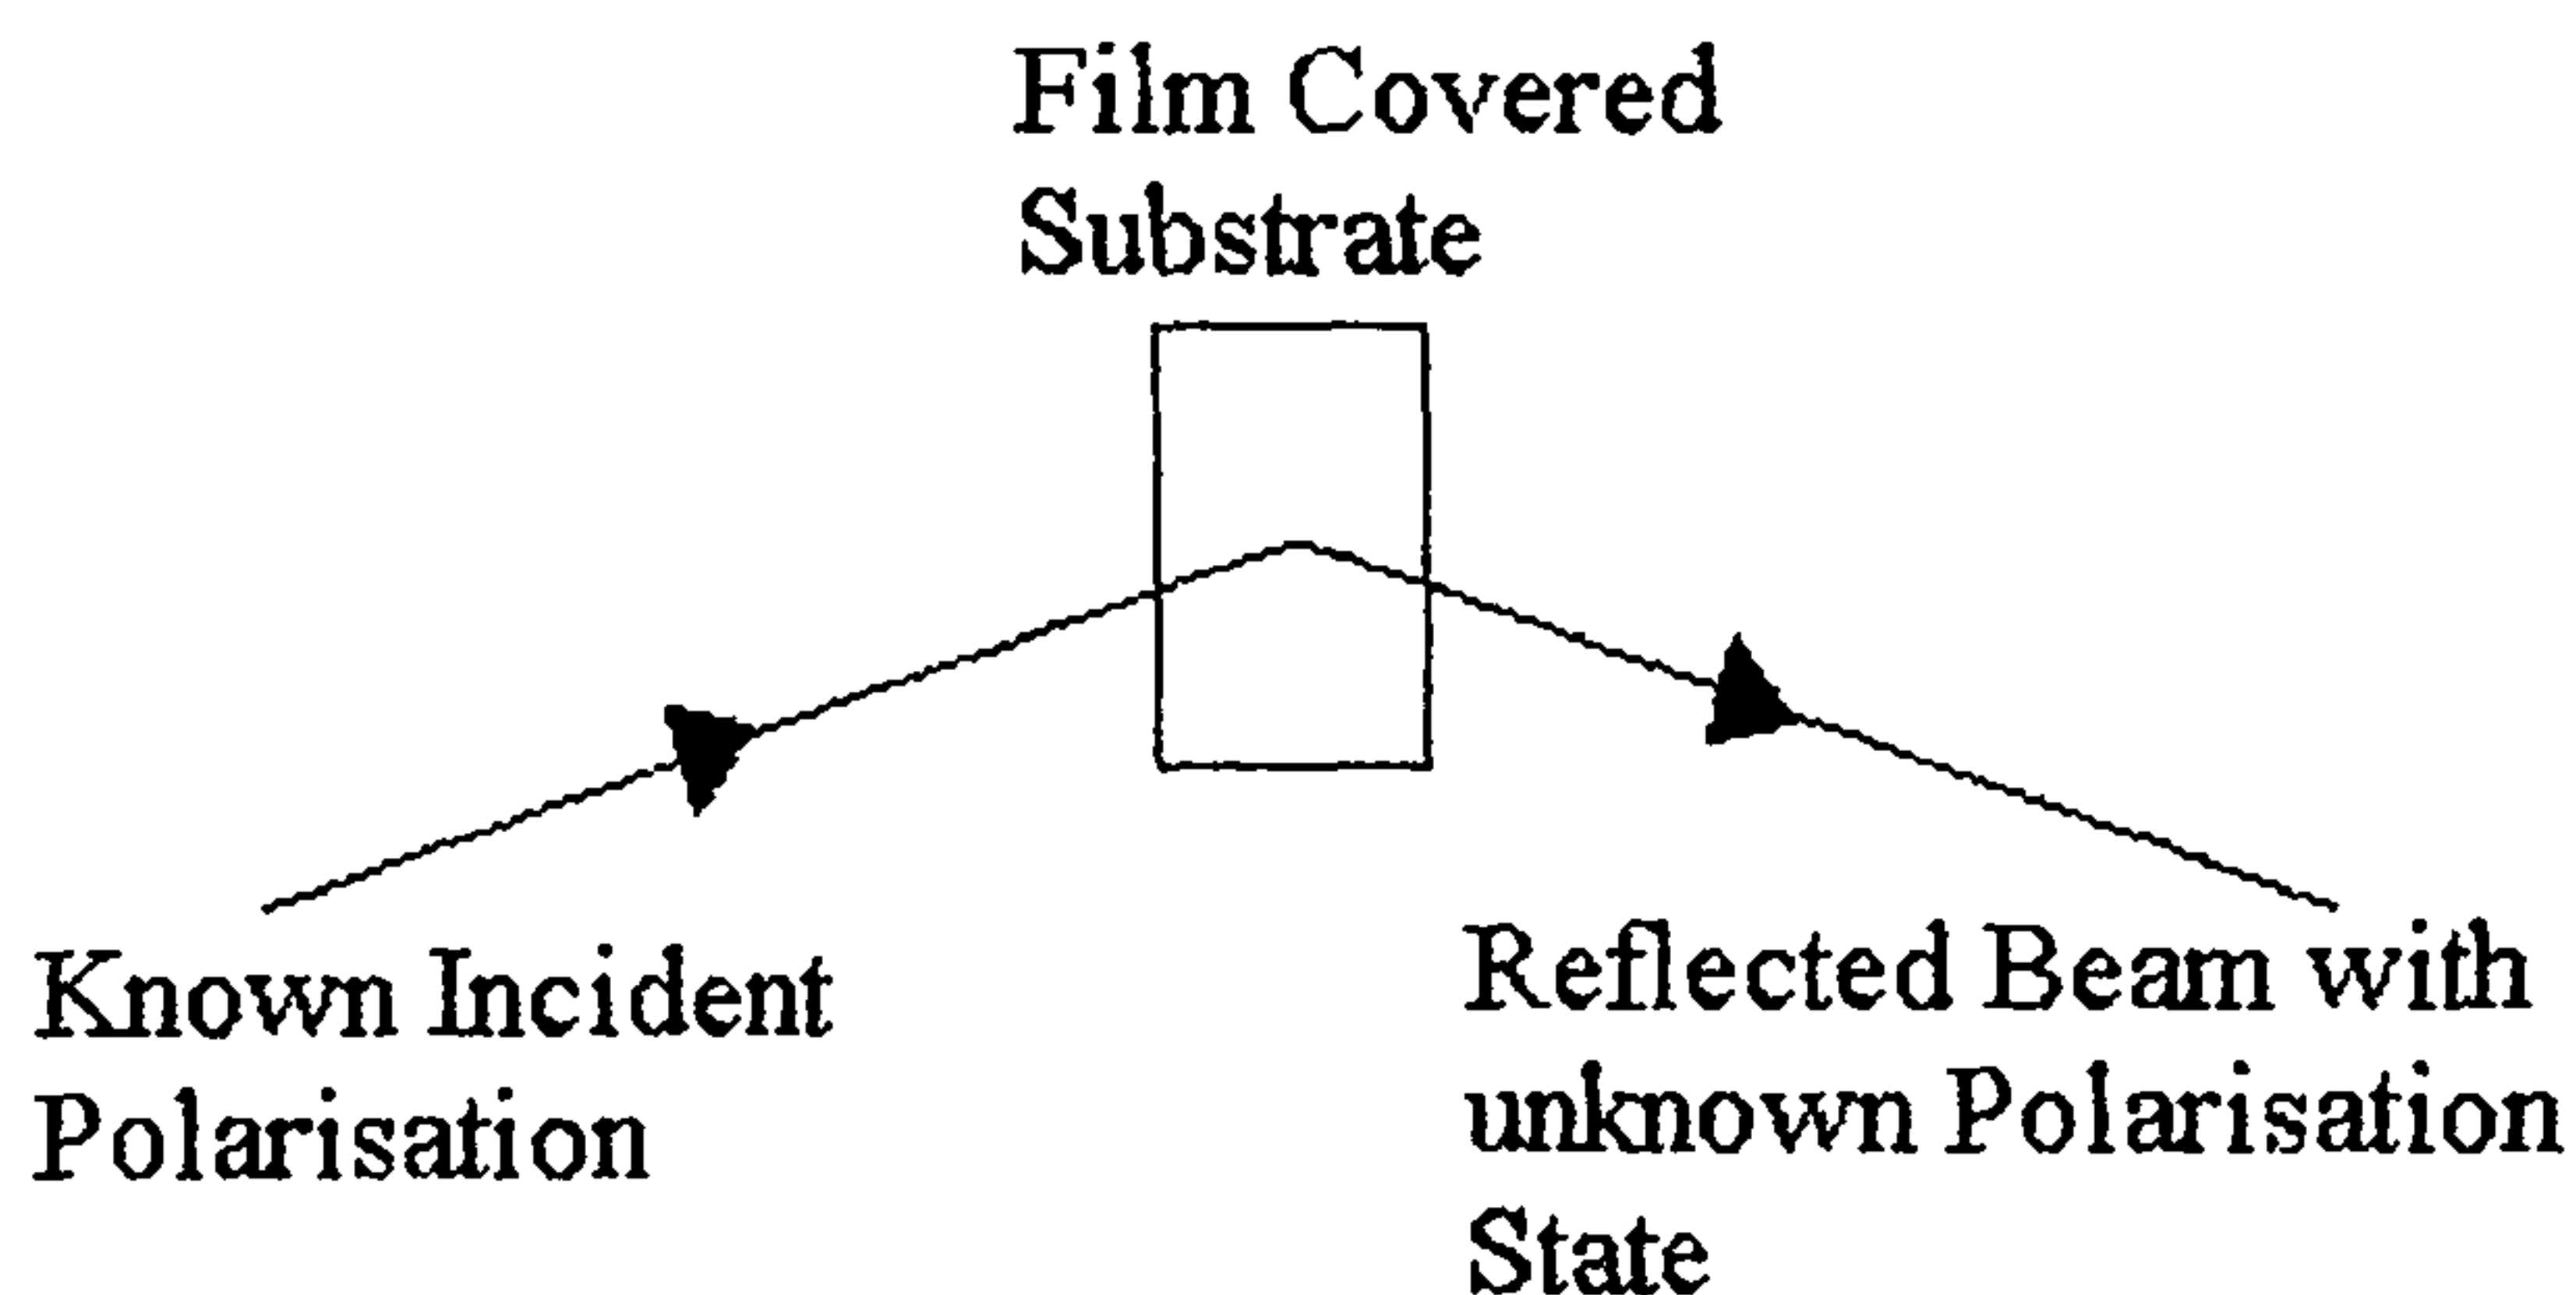 Film Covered
Substrate
Known Incident
Polarisation
Reflected Beam with
unknown Polarisation
State